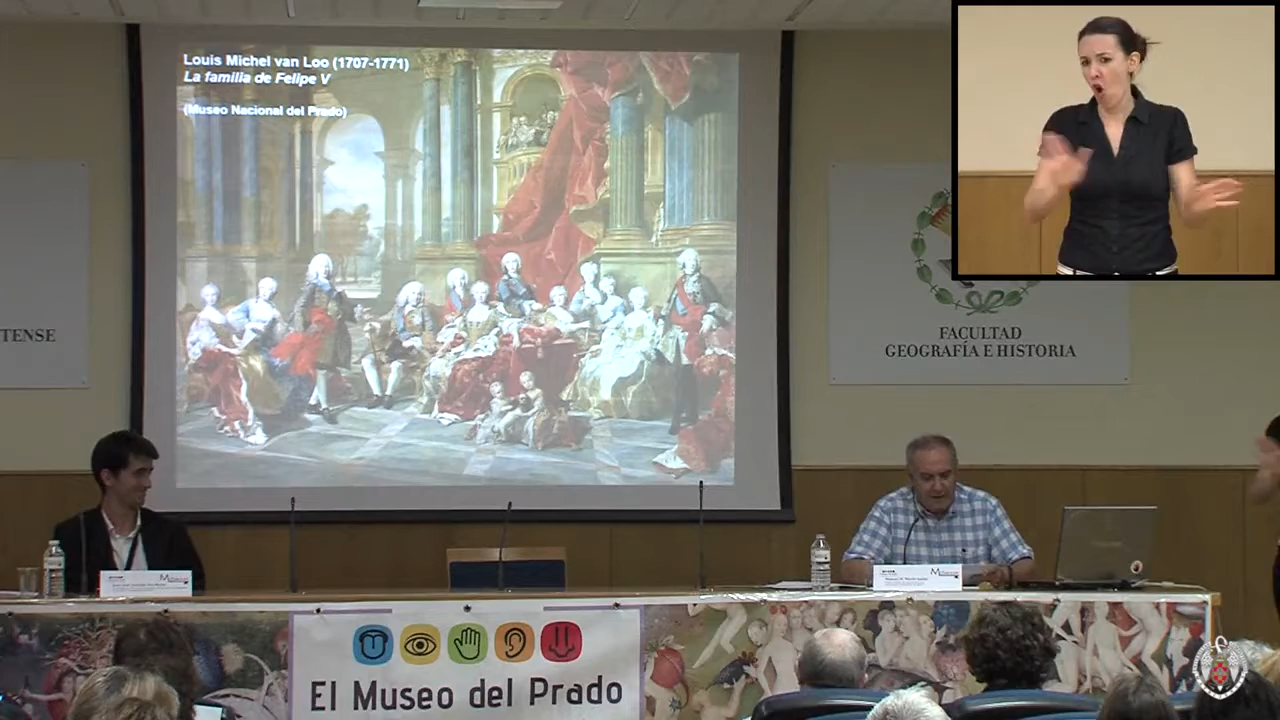 Louis Michel van Loo (1707-1771)
La familia de Felipe V
(Museo Nacional del Prado)
TENSE
FACULTAD
GEOGRAFÍA E HISTORIA
El Museo del Prado